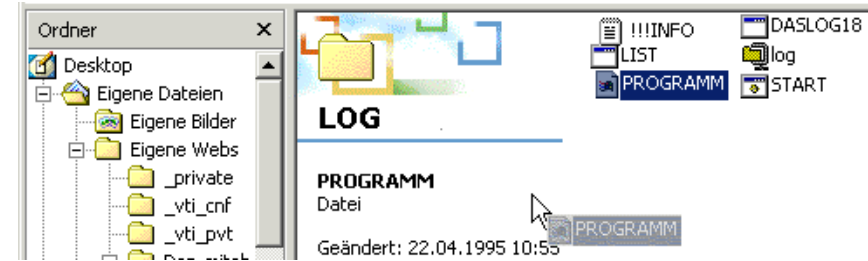 Ordner
Desktop
Eigene Dateien
Eigene Bilder
Eigene Webs
_private
_vti_cnf
_vti_pvt
LOG
PROGRAMM
Datei
Geändert: 22.04.1995 10:55
PROGRAMM
!!!INFO
DASLOG18
LIST
log
PROGRAMM
START